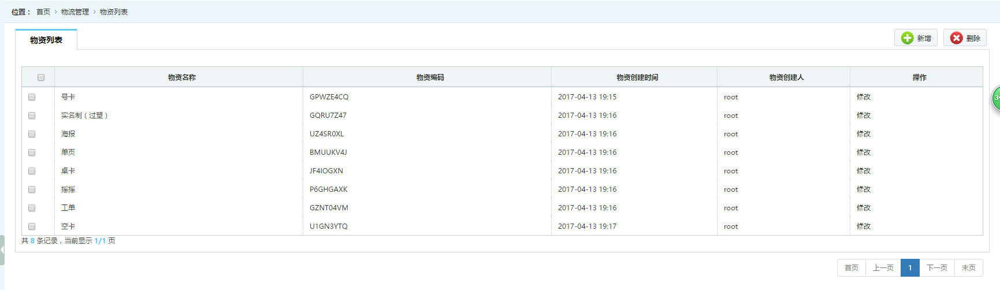 位置： 首页 > 物流管理 > 物资列表
物资列表
新增
删除
物资名称 物资编码 物资创建时间 物资创建人 操作
号卡 GPWZE4CQ 2017-04-13 19:15 root 修改
实名制（过塑） GQRU7Z47 2017-04-13 19:16 root 修改
海报 UZ4SR0XL 2017-04-13 19:16 root 修改
单页 BMUUKV4J 2017-04-13 19:16 root 修改
桌卡 JF4IOGXN 2017-04-13 19:16 root 修改
摇摇 P6GHGAXK 2017-04-13 19:16 root 修改
工单 GZNT04VM 2017-04-13 19:16 root 修改
空卡 U1GN3YTQ 2017-04-13 19:17 root 修改
共 8 条记录，当前显示 1/1 页
首页 上一页 1 下一页 末页